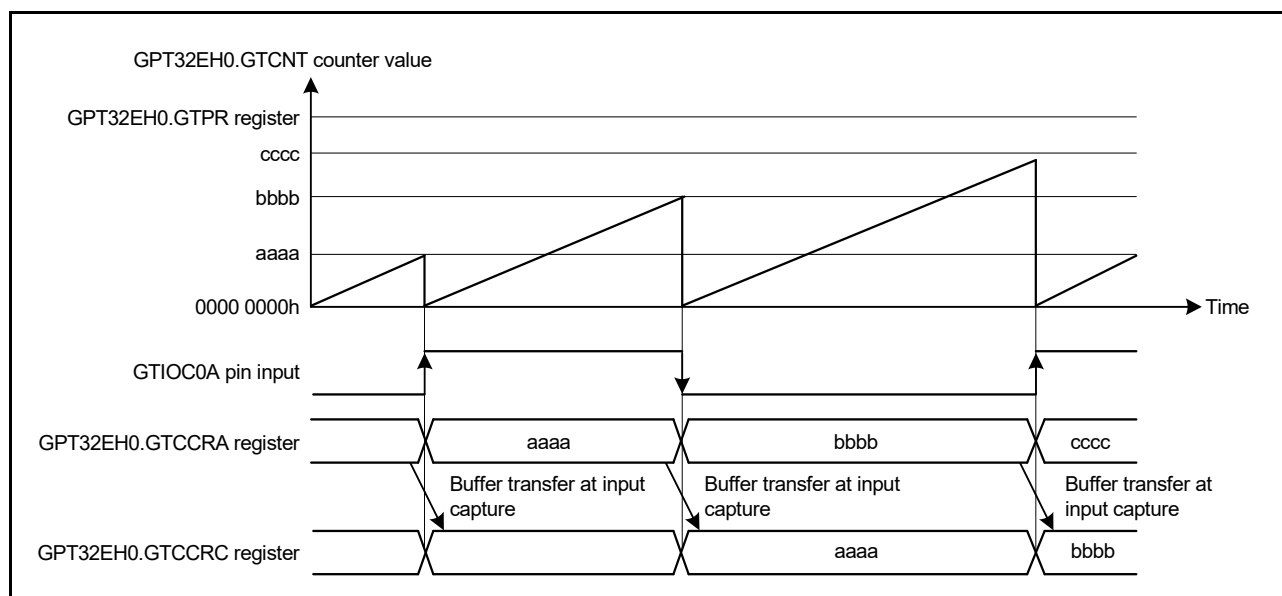 GPT32EH0.GTCNT counter value
GPT32EH0.GTPR register
cccc
bbbb
aaaa
0000 0000h
Time
GTIOC0A pin input
GPT32EH0.GTCCRA register
aaaa
bbbb
cccc
Buffer transfer at input
capture
Buffer transfer at input
capture
Buffer transfer at
input capture
GPT32EH0.GTCCRC register
aaaa
bbbb